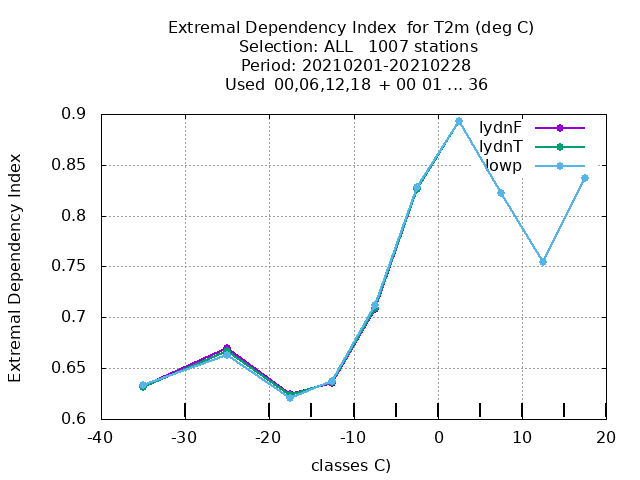 Extremal Dependency Index  for T2m (deg C)
Selection: ALL   1007 stations
Period: 20210201-20210228
Used  00,06,12,18  + 00 01 ... 36
Extremal Dependency Index
0.9
0.85
0.8
0.75
0.7
0.65
0.6
lydnF
lydnT
lowp
-40 -30 -20 -10 0 10 20
classes C)